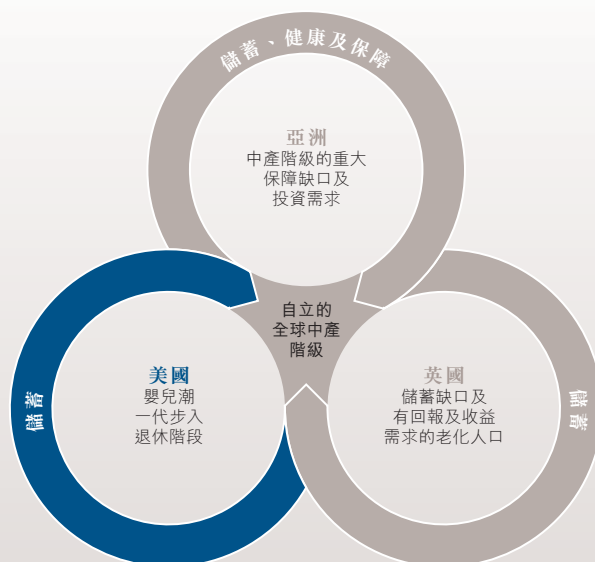 儲蓄、健康及保障
亞洲
中產階級的重大
保障缺口及
投資需求
自立的
全球中產
階級
美國
嬰兒潮
一代步入
退休階段
儲蓄
英國
儲蓄缺口及
有回報及收益
需求的老化人口
儲蓄